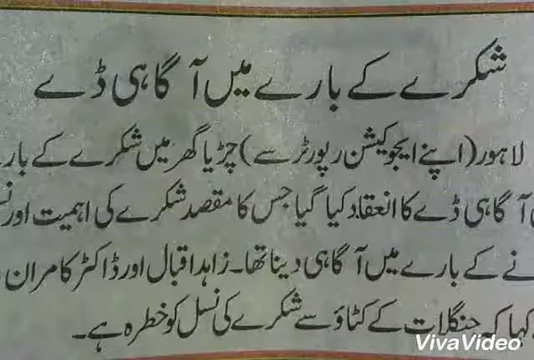 شکرے کے بارے میں آگاہی ڈے
لاہور (اپنے ایجوکیشن رپورٹر سے) چڑیا گھر میں شکرے کے بار
آگاہی ڈے کا انعقاد کیا گیا جس کا مقصد شکرے کی اہمیت اور
نے کے بارے میں آگاہی دینا تھا۔ زاہد اقبال اور ڈاکٹر کامران
کہا کہ جنگلات کے کٹاؤ سے شکرے کی نسل کو خطرہ ہے۔
VivaVideo